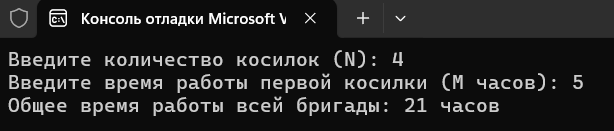 Консоль отладки Microsoft V
Введите количество косилок (N): 4
Введите время работы первой косилки (M часов): 5
Общее время работы всей бригады: 21 часов